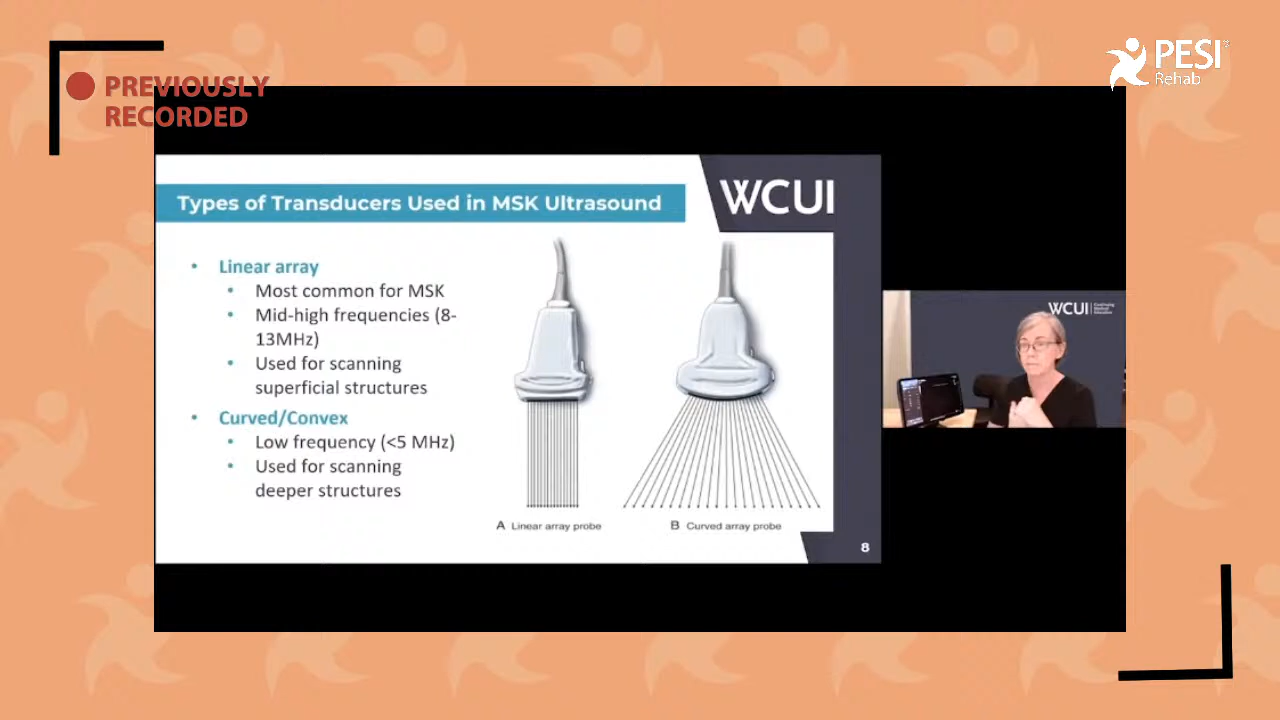 PREVIOUSLY
RECORDED
PESI
Rehab
Types of Transducers Used in MSK Ultrasound
WCUI
• Linear array
• Most common for MSK
• Mid-high frequencies (8-
13MHz)
• Used for scanning
superficial structures
• Curved/Convex
• Low frequency (<5 MHz)
• Used for scanning
deeper structures
A Linear array probe
B Curved array probe
8
WCUI